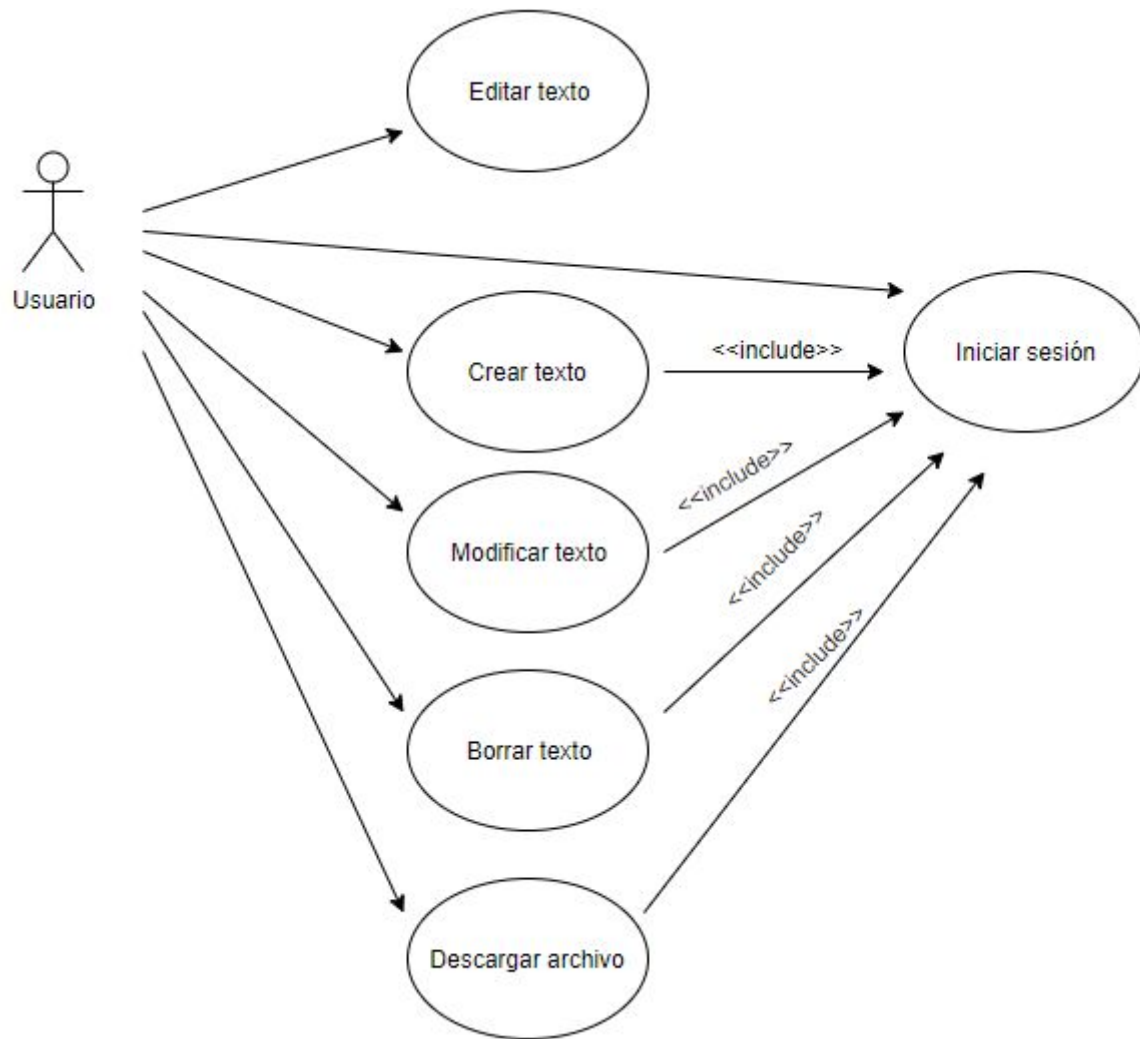 Editar texto
Usuario
Iniciar sesión
<<include>>
Crear texto
<<include>>
Modificar texto
<<include>>
Borrar texto
<<include>>
Descargar archivo